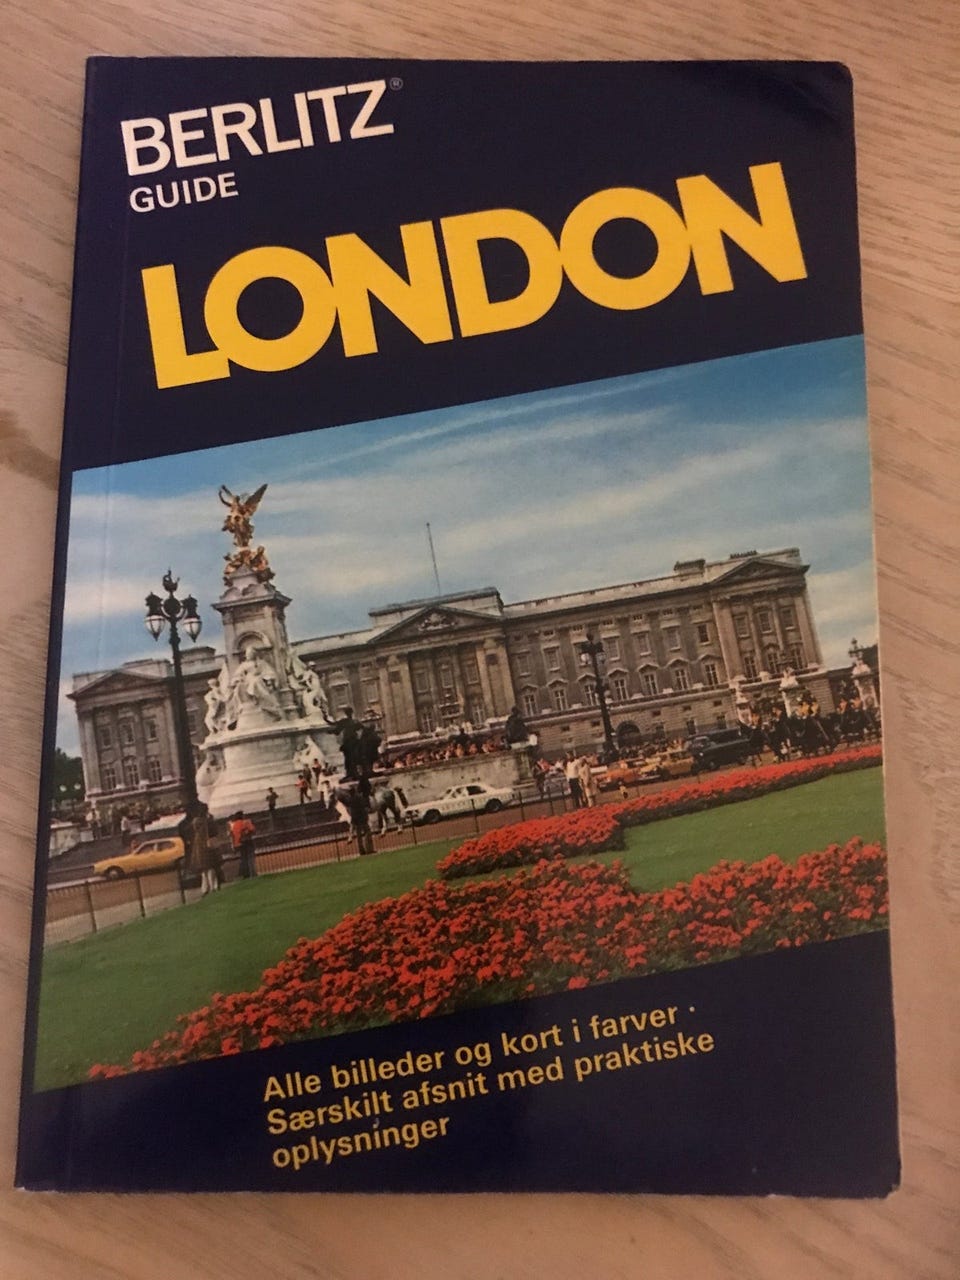 BERLITZ®
GUIDE
LONDON
Alle billeder og kort i farver ·
Særskilt afsnit med praktiske
oplysninger